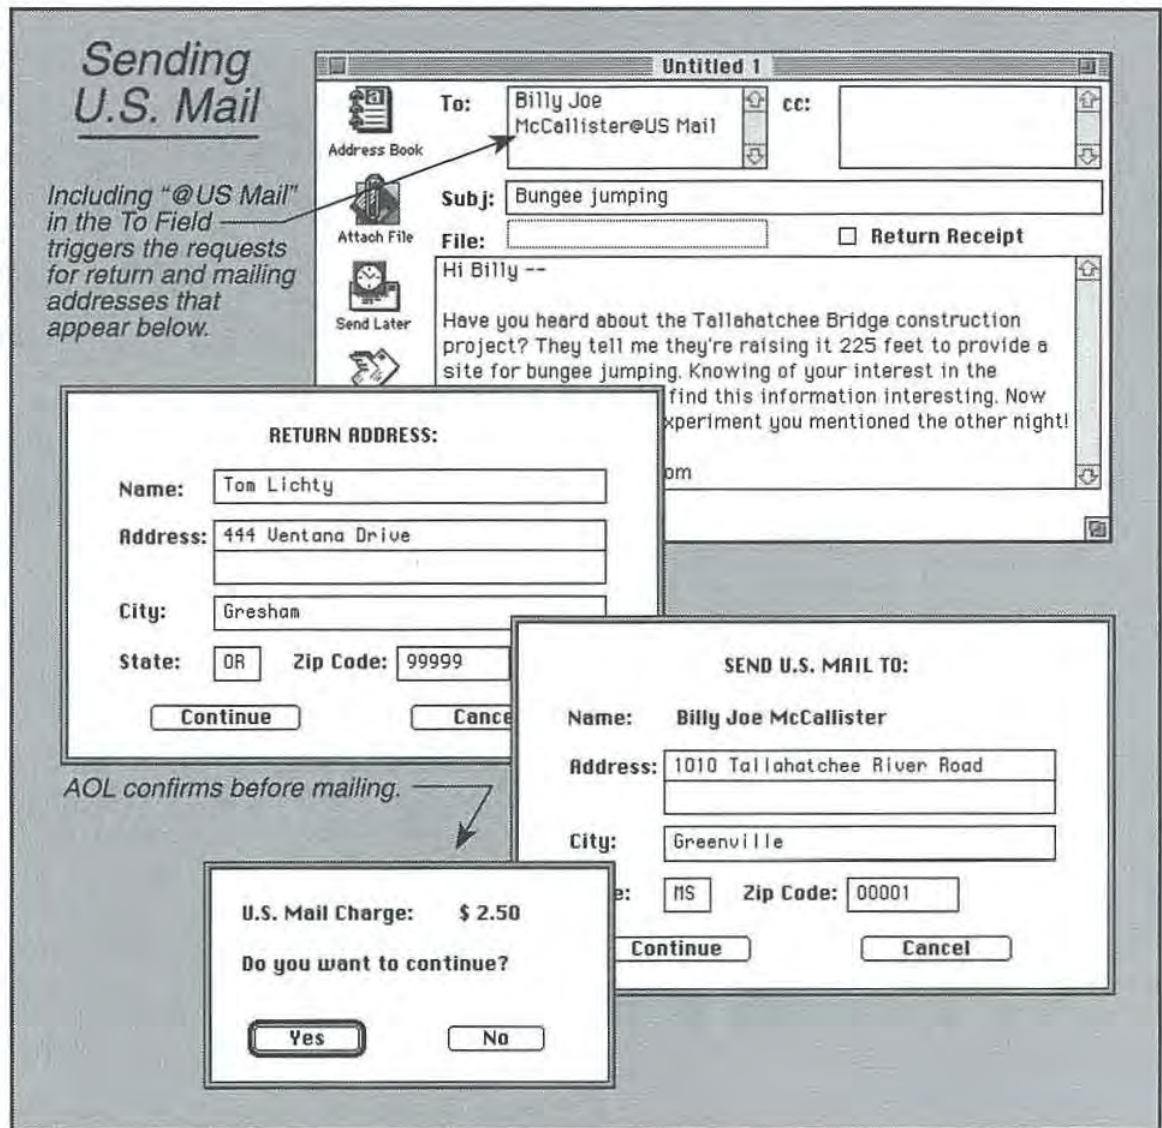 Sending
U.S. Mail
Including “@US Mail”
in the To Field
triggers the requests
for return and mailing
addresses that
appear below.
Untitled 1
Address Book
Attach File
Send Later
To:
Billy Joe
McCallister@US Mail
cc:
Subj: Bungee jumping
File:
Return Receipt
Hi Billy --
Have you heard about the Tallahatchee Bridge construction
project? They tell me they're raising it 225 feet to provide a
site for bungee jumping. Knowing of your interest in the
find this information interesting. Now
xperiment you mentioned the other night!
om
RETURN ADDRESS:
Name: Tom Lichty
Address: 444 Ventana Drive
City: Gresham
State: OR Zip Code: 99999
Continue Cance
SEND U.S. MAIL TO:
Name: Billy Joe McCallister
Address: 1010 Tallahatchee River Road
City: Greenville
e: MS Zip Code: 00001
Continue Cancel
AOL confirms before mailing.
U.S. Mail Charge: $ 2.50
Do you want to continue?
Yes No